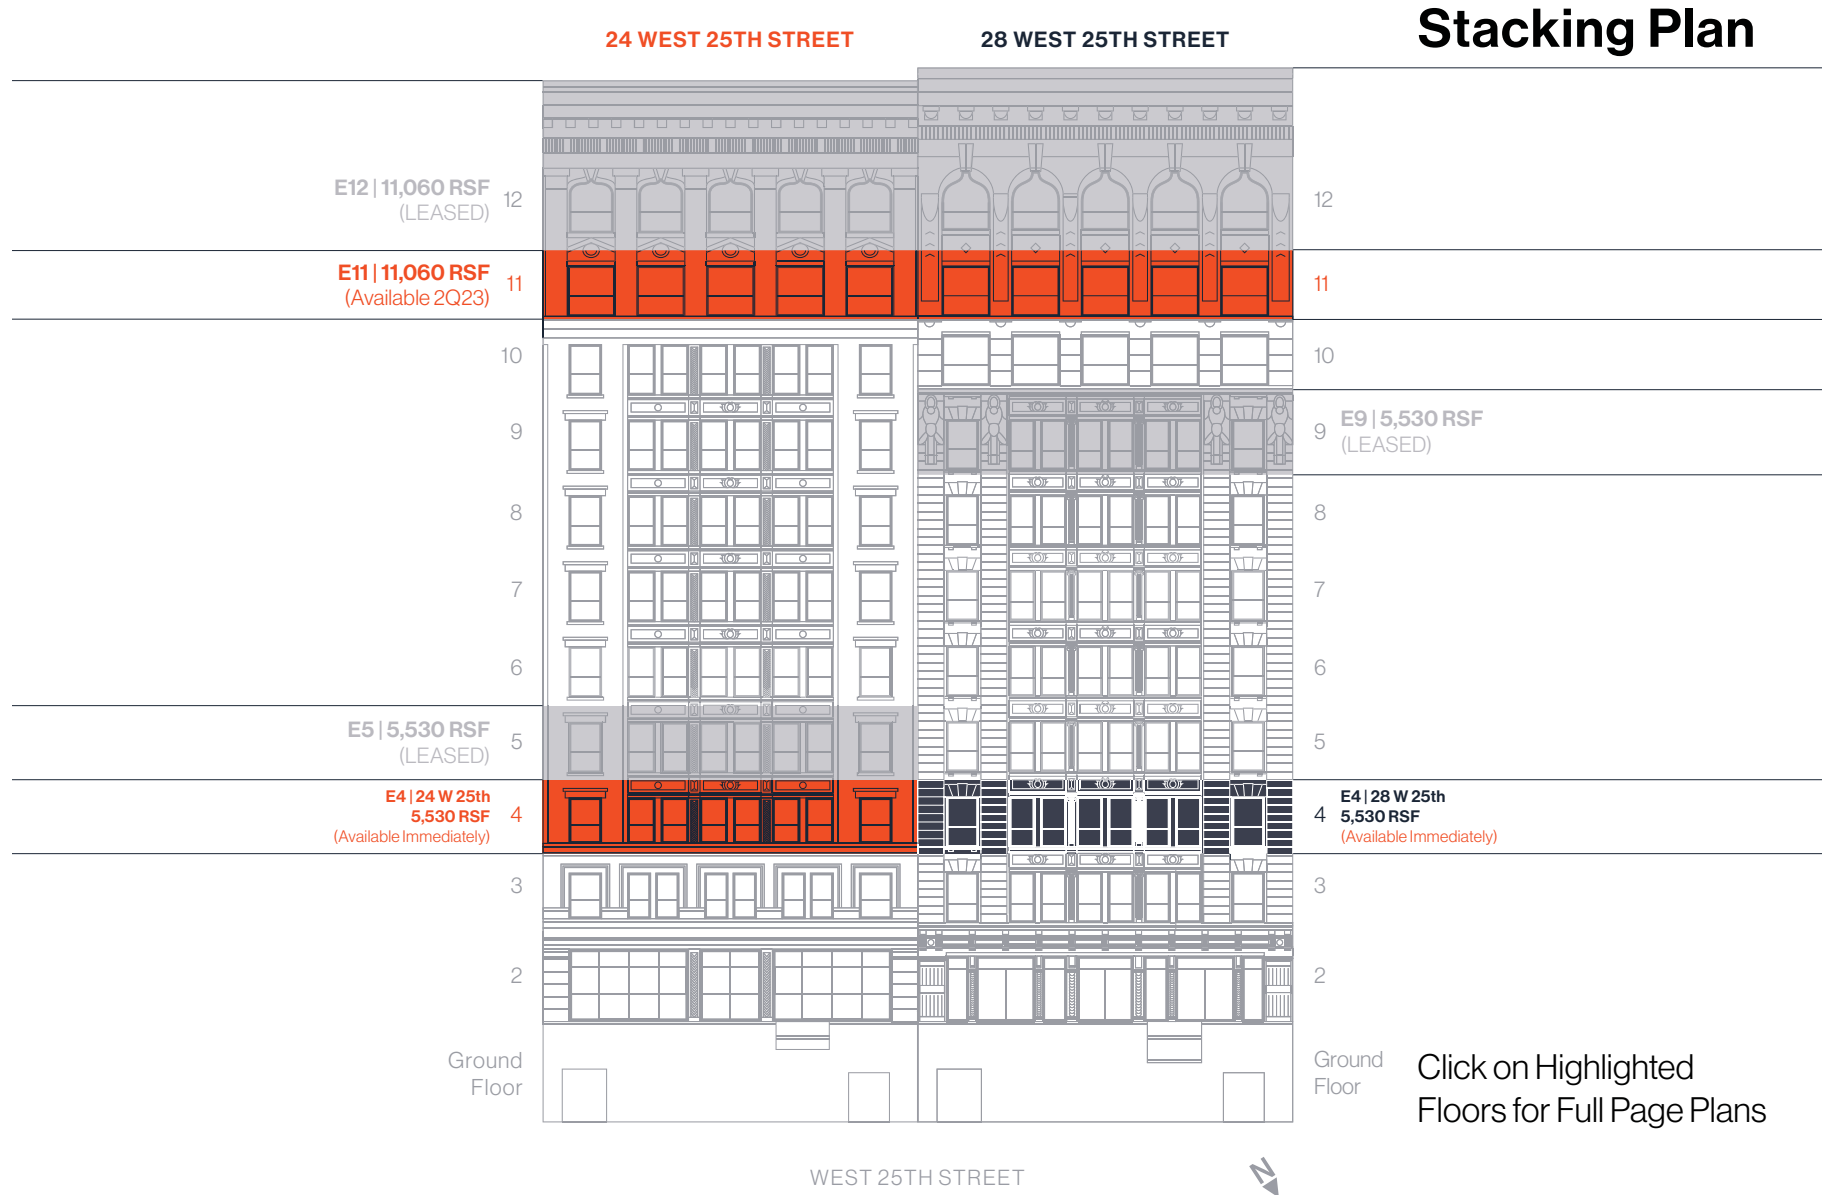 Stacking Plan
24 WEST 25TH STREET
28 WEST 25TH STREET
E12 | 11,060 RSF
(LEASED)
12
12
E11 | 11,060 RSF
(Available 2Q23)
11
11
10
10
9
9
E9 | 5,530 RSF
(LEASED)
8
8
7
7
6
6
E5 | 5,530 RSF
(LEASED)
5
5
E4 | 24 W 25th
5,530 RSF
(Available Immediately)
4
4
E4 | 28 W 25th
5,530 RSF
(Available Immediately)
3
3
2
2
Ground
Floor
Ground
Floor
Click on Highlighted
Floors for Full Page Plans
WEST 25TH STREET
N